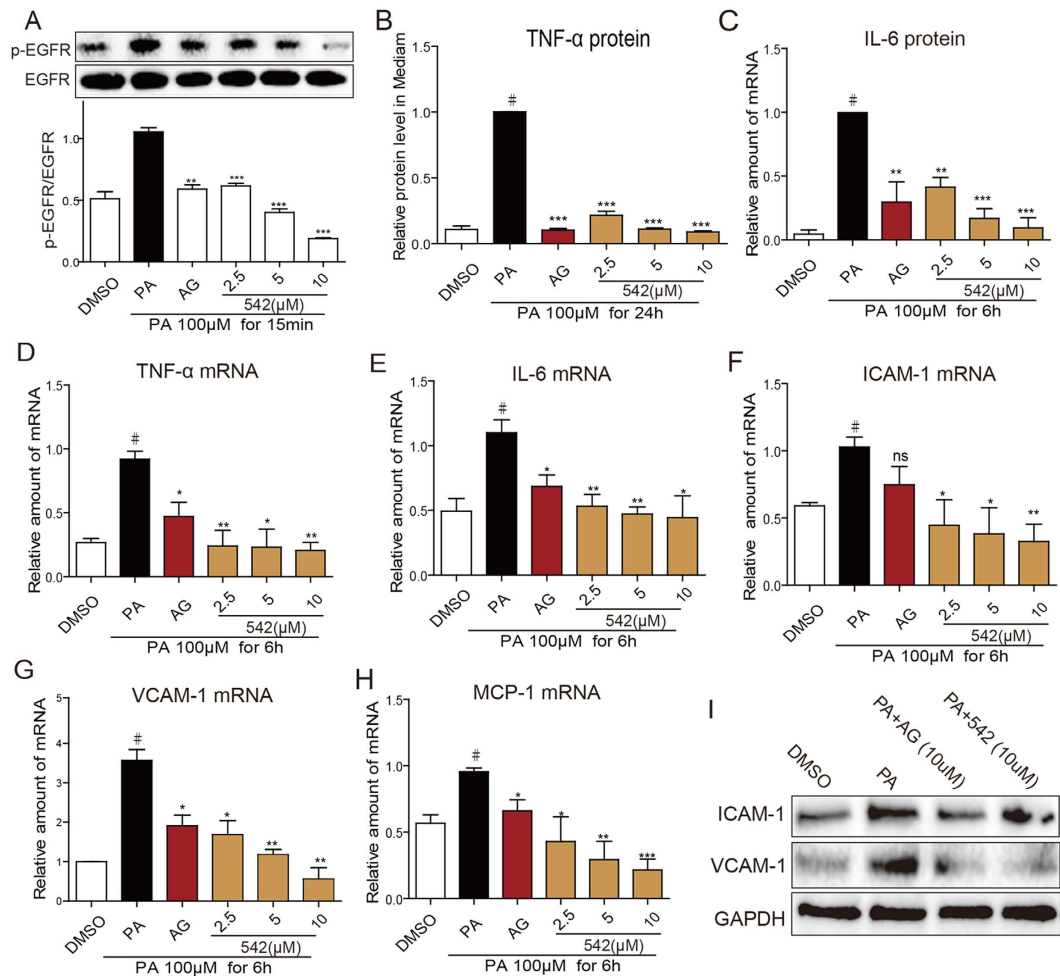 A
p-EGFR
EGFR
p-EGFR/EGFR
1.0
0.5
0.0
** *** *** ***
DMSO PA AG 2.5 5 10
542(μM)
PA 100μM for 15min
B
TNF-α protein
Relative protein level in Mediam
1.5
1.0
0.5
0.0
# *** *** *** ***
DMSO PA AG 2.5 5 10
542(μM)
PA 100μM for 24h
C
IL-6 protein
Relative amount of mRNA
1.5
1.0
0.5
0.0
# ** ** *** ***
DMSO PA AG 2.5 5 10
542(μM)
PA 100μM for 6h
D
TNF-α mRNA
Relative amount of mRNA
1.5
1.0
0.5
0.0
# * ** * **
DMSO PA AG 2.5 5 10
542(μM)
PA 100μM for 6h
E
IL-6 mRNA
Relative amount of mRNA
1.5
1.0
0.5
0.0
# * ** ** *
DMSO PA AG 2.5 5 10
542(μM)
PA 100μM for 6h
F
ICAM-1 mRNA
Relative amount of mRNA
1.5
1.0
0.5
0.0
# ns * * **
DMSO PA AG 2.5 5 10
542(μM)
PA 100μM for 6h
G
VCAM-1 mRNA
Relative amount of mRNA
5
4
3
2
1
0
# * * ** **
DMSO PA AG 2.5 5 10
542(μM)
PA 100μM for 6h
H
MCP-1 mRNA
Relative amount of mRNA
1.5
1.0
0.5
0.0
# * * ** ***
DMSO PA AG 2.5 5 10
542(μM)
PA 100μM for 6h
I
DMSO PA PA+AG (10uM) PA+542 (10uM)
ICAM-1
VCAM-1
GAPDH